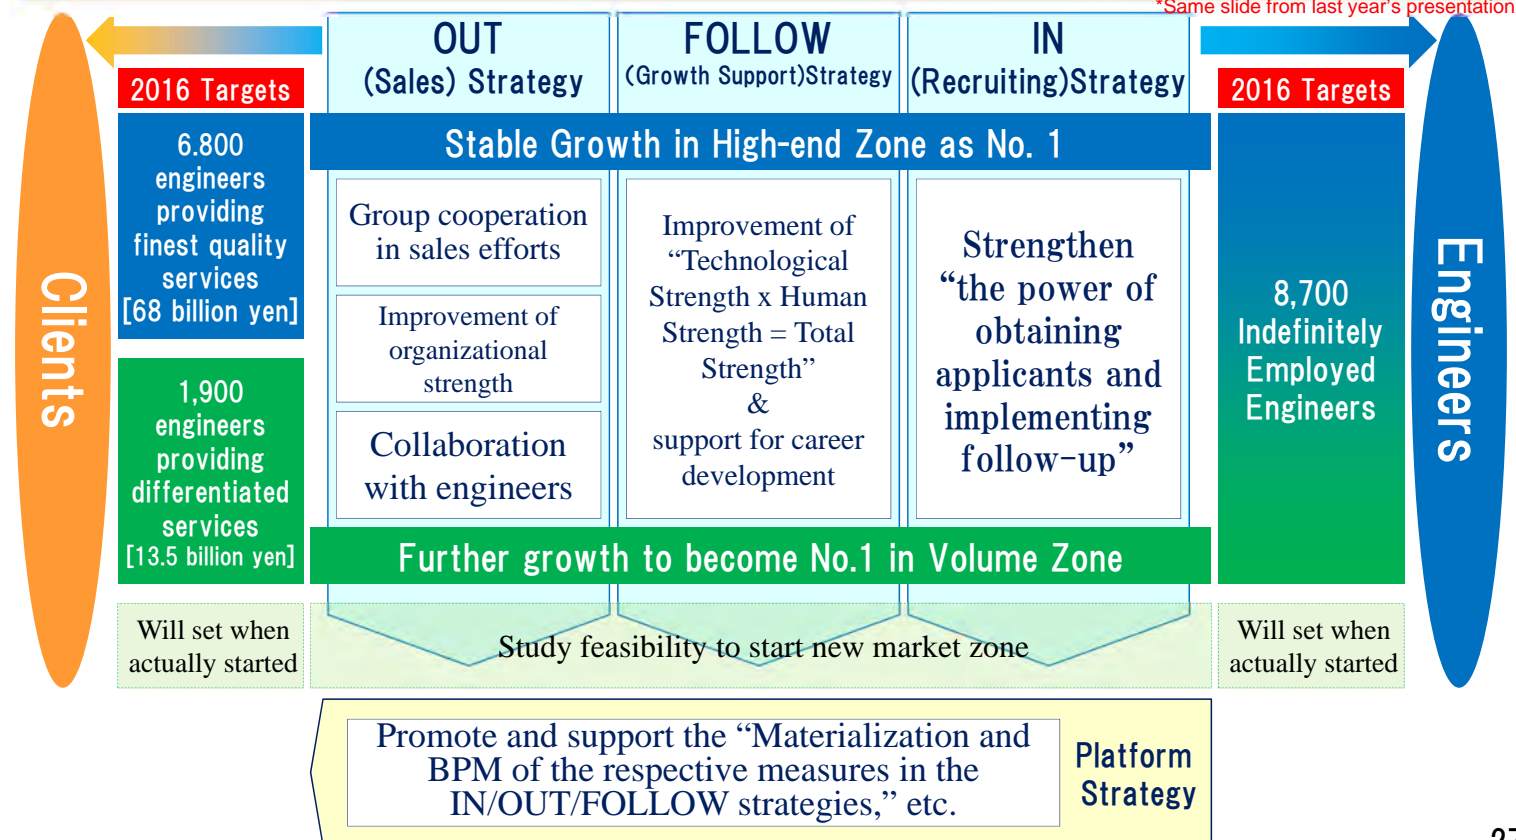 *Same slide from last year's presentation
Clients
2016 Targets
6.800
engineers
providing
finest quality
services
[68 billion yen]
1,900
engineers
providing
differentiated
services
[13.5 billion yen]
Will set when
actually started
OUT
(Sales) Strategy
FOLLOW
(Growth Support)Strategy
IN
(Recruiting)Strategy
Stable Growth in High-end Zone as No. 1
Group cooperation
in sales efforts
Improvement of
organizational
strength
Collaboration
with engineers
Improvement of
“Technological
Strength x Human
Strength = Total
Strength”
&
support for career
development
Strengthen
“the power of
obtaining
applicants and
implementing
follow-up”
Further growth to become No.1 in Volume Zone
Study feasibility to start new market zone
2016 Targets
8,700
Indefinitely
Employed
Engineers
Will set when
actually started
Engineers
Promote and support the “Materialization and
BPM of the respective measures in the
IN/OUT/FOLLOW strategies,” etc.
Platform
Strategy